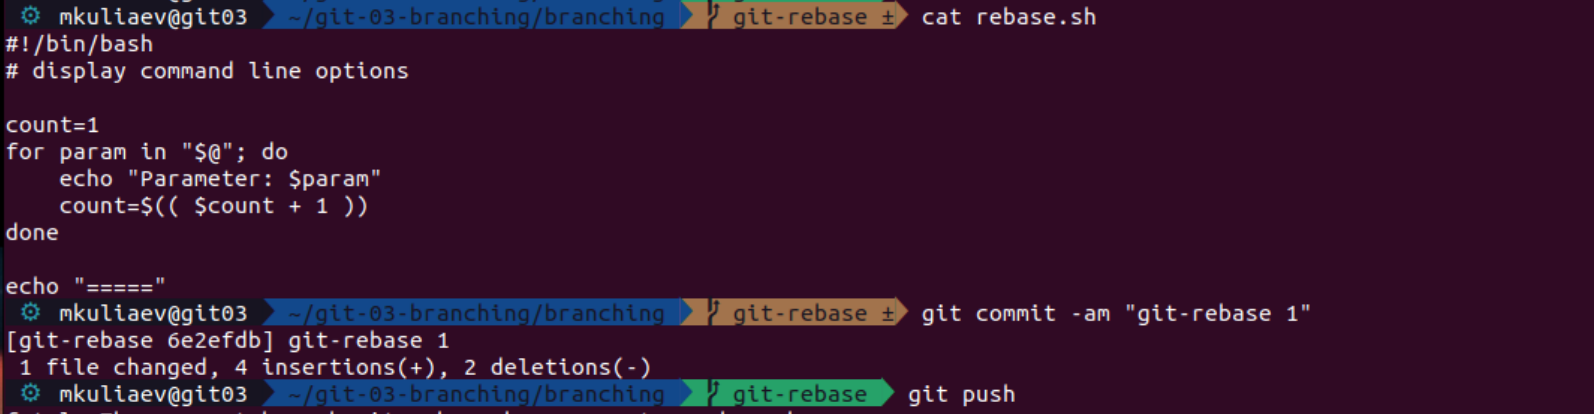 mkuliaev@git03 ~/git-03-branching/branching git-rebase ± cat rebase.sh
#!/bin/bash
# display command line options
count=1
for param in "$@"; do
    echo "Parameter: $param"
    count=$(( $count + 1 ))
done
echo "====="
mkuliaev@git03 ~/git-03-branching/branching git-rebase ± git commit -am "git-rebase 1"
[git-rebase 6e2efdb] git-rebase 1
 1 file changed, 4 insertions(+), 2 deletions(-)
mkuliaev@git03 ~/git-03-branching/branching git-rebase git push